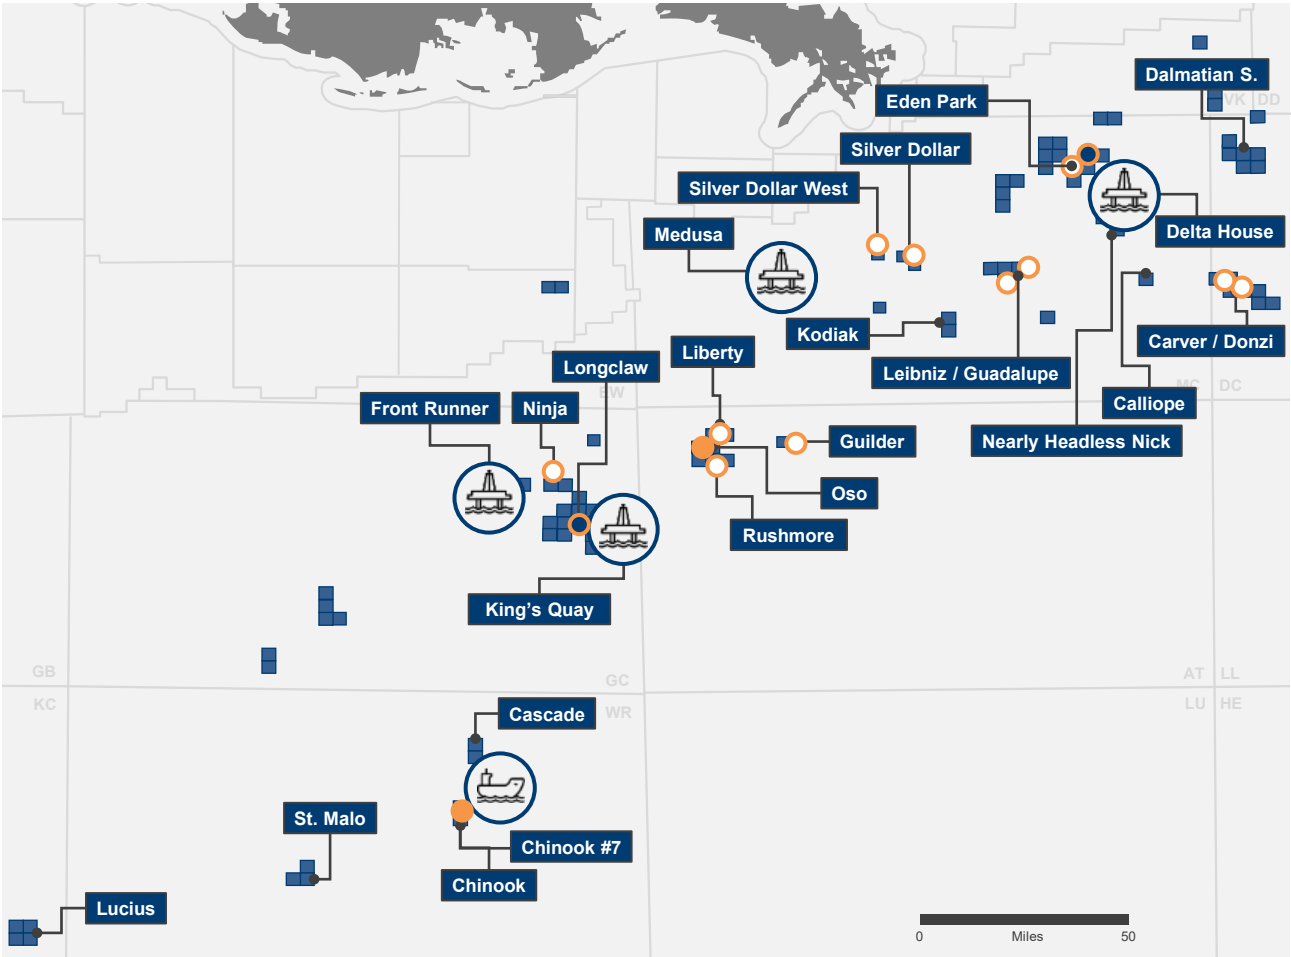 Dalmatian S.
VK
DD
Eden Park
Silver Dollar
Silver Dollar West
Medusa
Delta House
Kodiak
Carver / Donzi
Liberty
Longclaw
Leibniz / Guadalupe
MC
DC
EW
Calliope
Front Runner
Ninja
Guilder
Nearly Headless Nick
Oso
Rushmore
King's Quay
GB
GC
AT
LL
KC
WR
LU
HE
Cascade
St. Malo
Chinook #7
Chinook
Lucius
0
Miles
50